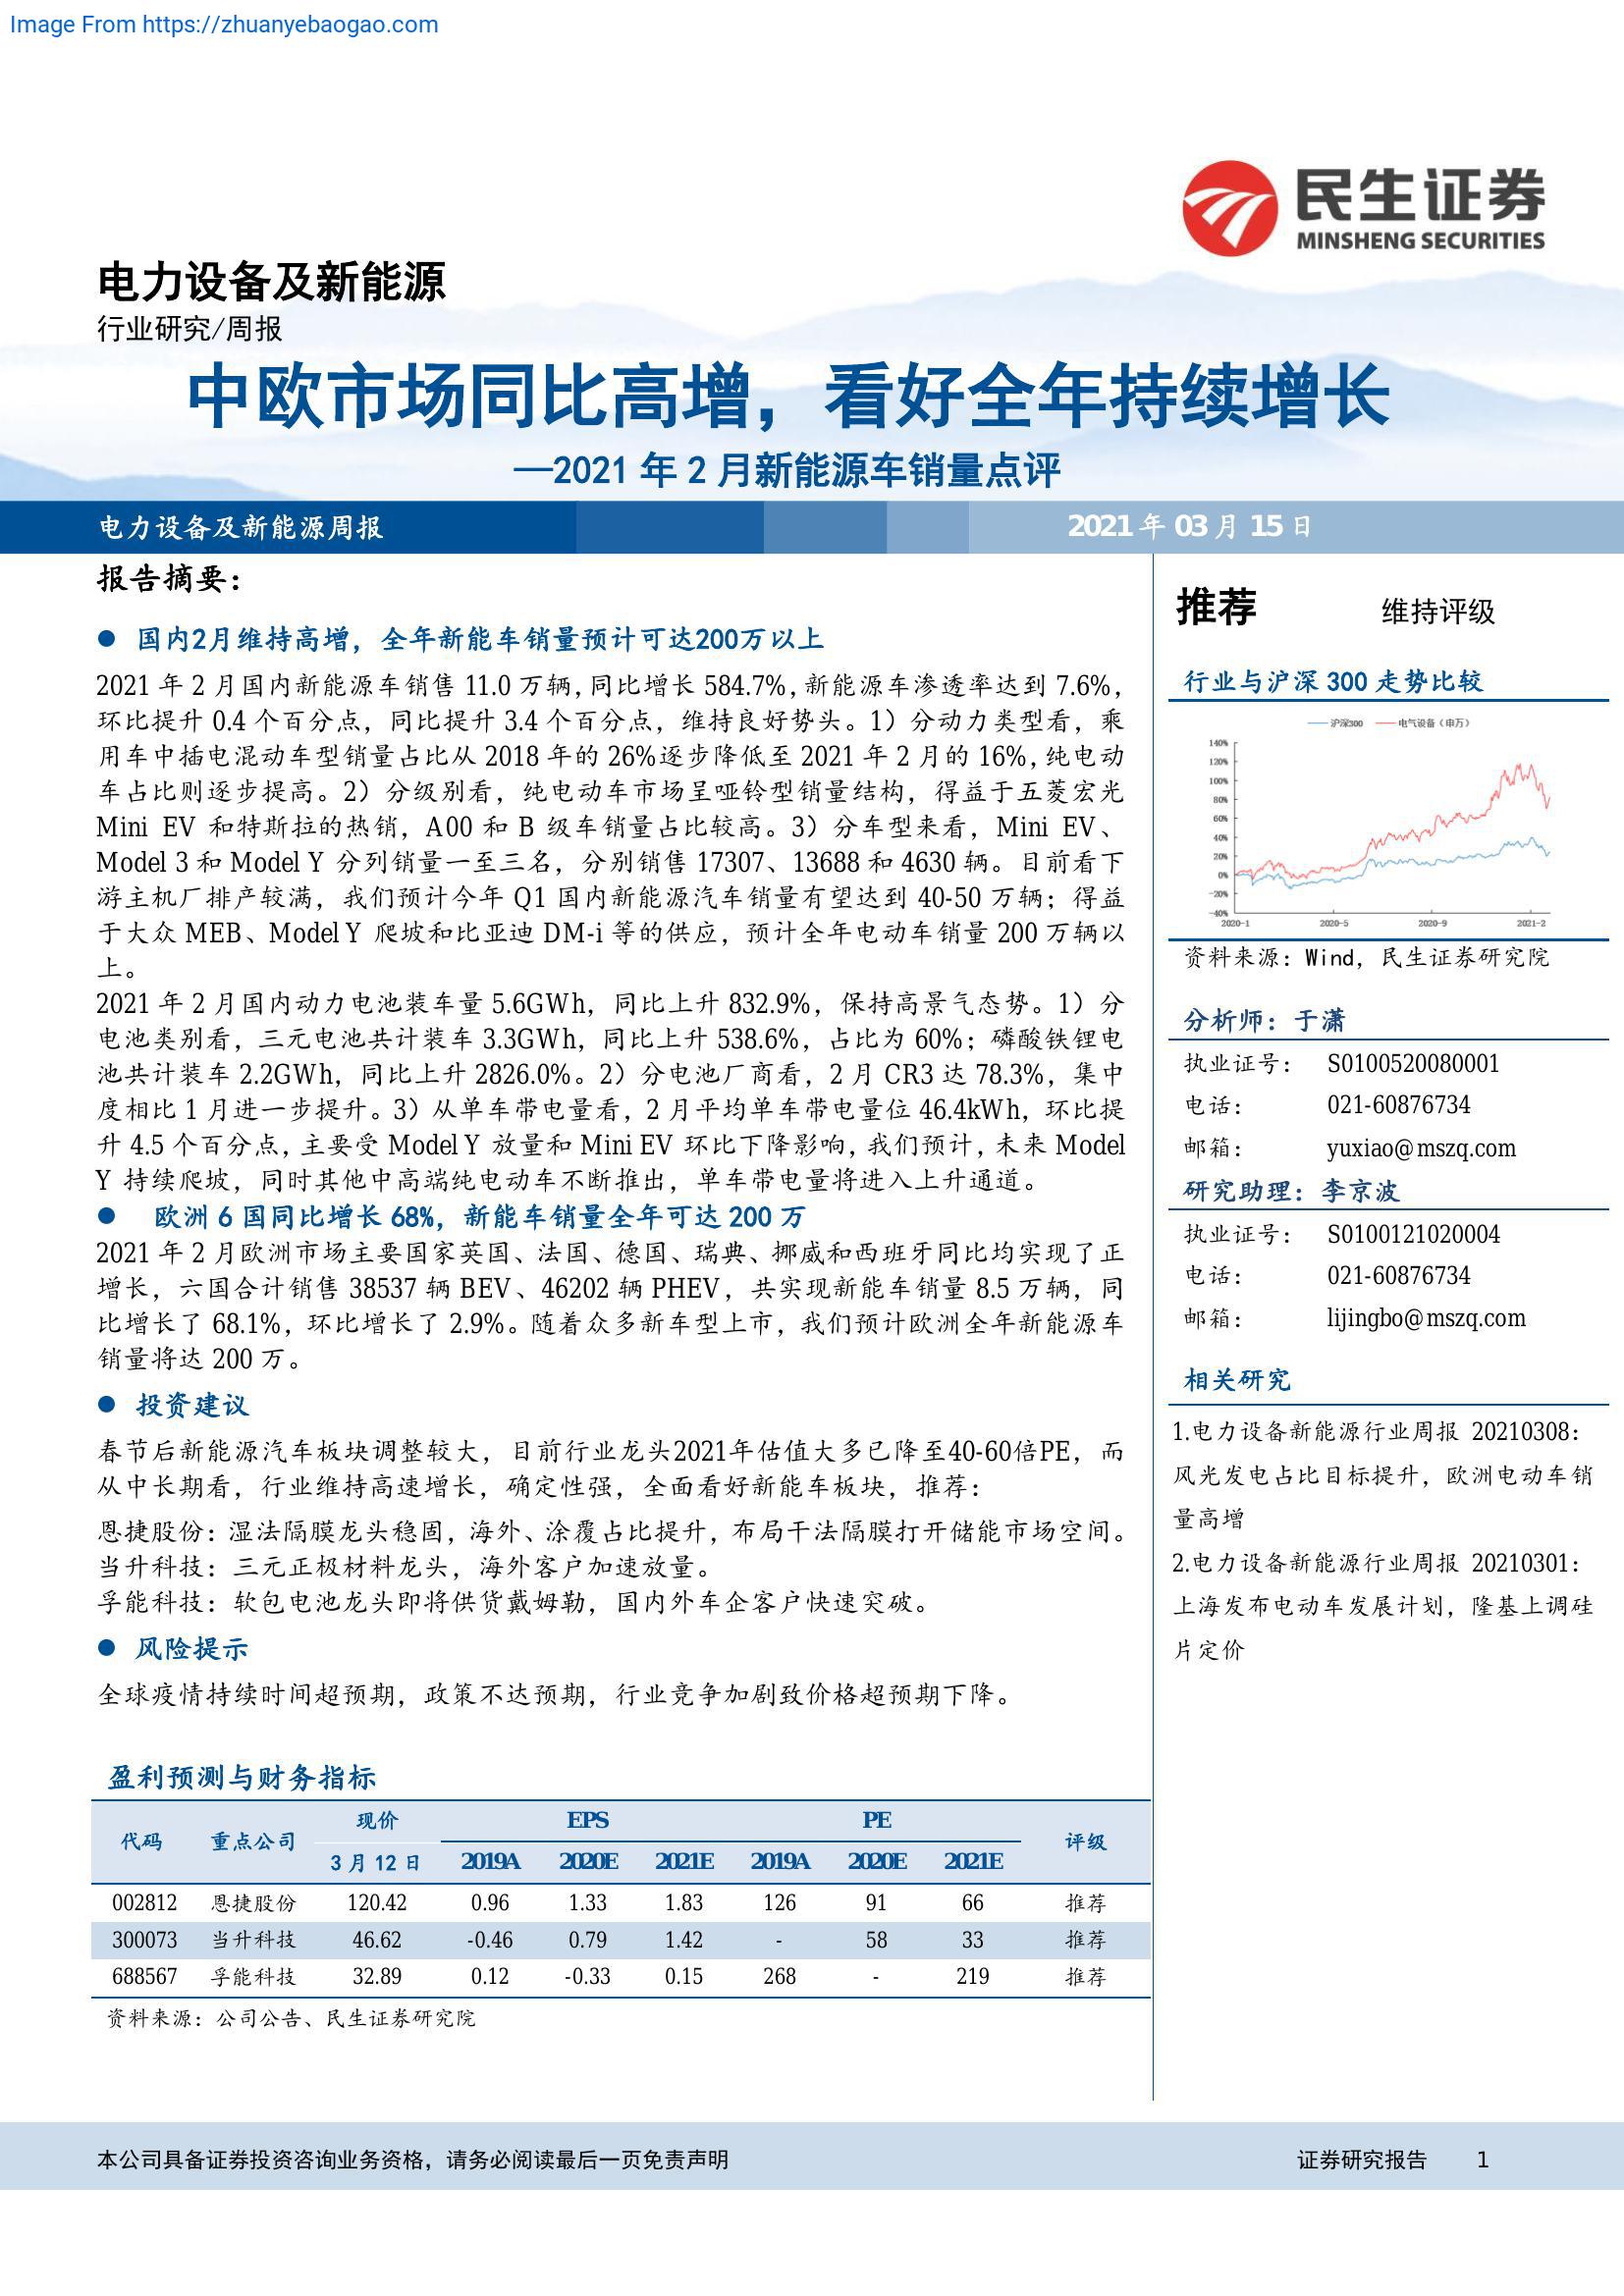 Image From https://zhuanyebaogao.com
民生证券
MINSHENG SECURITIES
电力设备及新能源
行业研究/周报
中欧市场同比高增，看好全年持续增长
—2021 年 2 月新能源车销量点评
电力设备及新能源周报
2021 年 03 月 15 日
报告摘要：
● 国内2月维持高增，全年新能车销量预计可达200万以上
2021 年 2 月国内新能源车销售 11.0 万辆，同比增长 584.7%，新能源车渗透率达到 7.6%，
环比提升 0.4 个百分点，同比提升 3.4 个百分点，维持良好势头。1）分动力类型看，乘
用车中插电混动车型销量占比从 2018 年的 26%逐步降低至 2021 年 2 月的 16%，纯电动
车占比则逐步提高。2）分级别看，纯电动车市场呈哑铃型销量结构，得益于五菱宏光
Mini EV 和特斯拉的热销，A00 和 B 级车销量占比较高。3）分车型来看，Mini EV、
Model 3 和 Model Y 分列销量一至三名，分别销售 17307、13688 和 4630 辆。目前看下
游主机厂排产较满，我们预计今年 Q1 国内新能源汽车销量有望达到 40-50 万辆；得益
于大众 MEB、Model Y 爬坡和比亚迪 DM-i 等的供应，预计全年电动车销量 200 万辆以
上。
2021 年 2 月国内动力电池装车量 5.6GWh，同比上升 832.9%，保持高景气态势。1）分
电池类别看，三元电池共计装车 3.3GWh，同比上升 538.6%，占比为 60%；磷酸铁锂电
池共计装车 2.2GWh，同比上升 2826.0%。2）分电池厂商看，2 月 CR3 达 78.3%，集中
度相比 1 月进一步提升。3）从单车带电量看，2 月平均单车带电量位 46.4kWh，环比提
升 4.5 个百分点，主要受 Model Y 放量和 Mini EV 环比下降影响，我们预计，未来 Model
Y 持续爬坡，同时其他中高端纯电动车不断推出，单车带电量将进入上升通道。
● 欧洲 6 国同比增长 68%，新能车销量全年可达 200 万
2021 年 2 月欧洲市场主要国家英国、法国、德国、瑞典、挪威和西班牙同比均实现了正
增长，六国合计销售 38537 辆 BEV、46202 辆 PHEV，共实现新能车销量 8.5 万辆，同
比增长了 68.1%，环比增长了 2.9%。随着众多新车型上市，我们预计欧洲全年新能源车
销量将达 200 万。
● 投资建议
春节后新能源汽车板块调整较大，目前行业龙头2021年估值大多已降至40-60倍PE，而
从中长期看，行业维持高速增长，确定性强，全面看好新能车板块，推荐：
恩捷股份：湿法隔膜龙头稳固，海外、涂覆占比提升，布局干法隔膜打开储能市场空间。
当升科技：三元正极材料龙头，海外客户加速放量。
孚能科技：软包电池龙头即将供货戴姆勒，国内外车企客户快速突破。
● 风险提示
全球疫情持续时间超预期，政策不达预期，行业竞争加剧致价格超预期下降。
盈利预测与财务指标
代码 重点公司 现价 EPS PE 评级
3 月 12 日 2019A 2020E 2021E 2019A 2020E 2021E
002812 恩捷股份 120.42 0.96 1.33 1.83 126 91 66 推荐
300073 当升科技 46.62 -0.46 0.79 1.42 - 58 33 推荐
688567 孚能科技 32.89 0.12 -0.33 0.15 268 - 219 推荐
资料来源：公司公告、民生证券研究院
推荐 维持评级
行业与沪深 300 走势比较
沪深300 电气设备（申万）
140%
120%
100%
80%
60%
40%
20%
0%
-20%
-40%
2020-1 2020-5 2020-9 2021-2
资料来源：Wind，民生证券研究院
分析师：于潇
执业证号： S0100520080001
电话： 021-60876734
邮箱： yuxiao@mszq.com
研究助理：李京波
执业证号： S0100121020004
电话： 021-60876734
邮箱： lijingbo@mszq.com
相关研究
1.电力设备新能源行业周报 20210308：
风光发电占比目标提升，欧洲电动车销
量高增
2.电力设备新能源行业周报 20210301：
上海发布电动车发展计划，隆基上调硅
片定价
本公司具备证券投资咨询业务资格，请务必阅读最后一页免责声明
证券研究报告 1